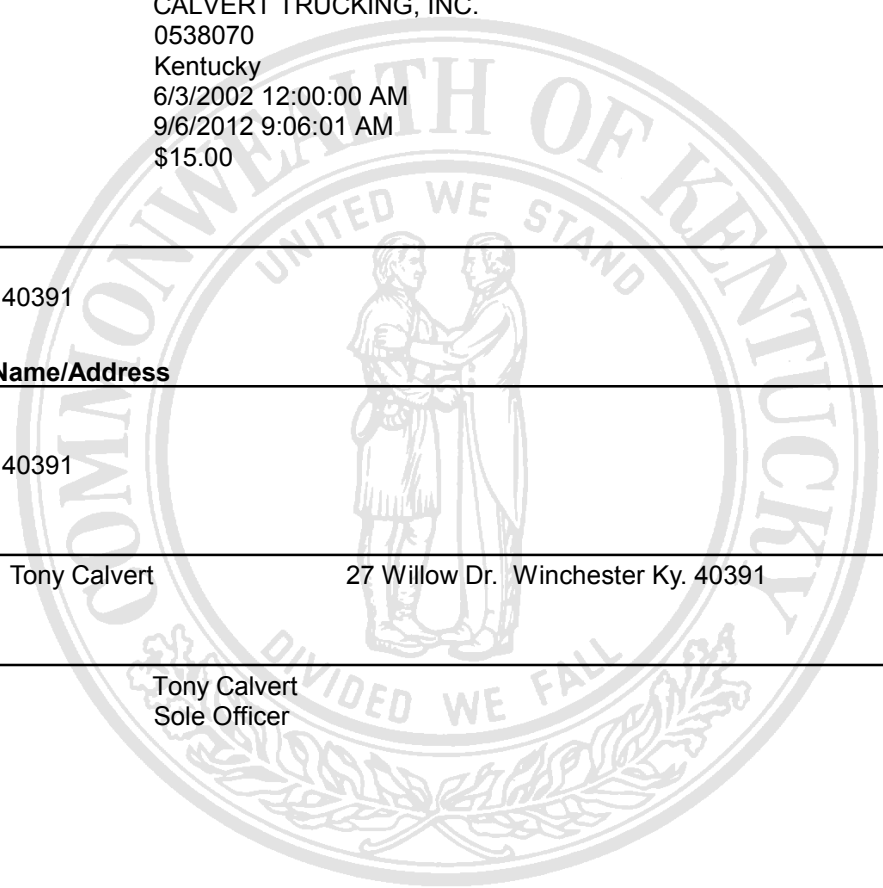 CALVERT TRUCKING, INC.
0538070
Kentucky
6/3/2002 12:00:00 AM
9/6/2012 9:06:01 AM
$15.00
COMMONWEALTH OF KENTUCKY
UNITED WE STAND
40391
Name/Address
40391
Tony Calvert 27 Willow Dr. Winchester Ky. 40391
DIVIDED WE FALL
Tony Calvert
Sole Officer